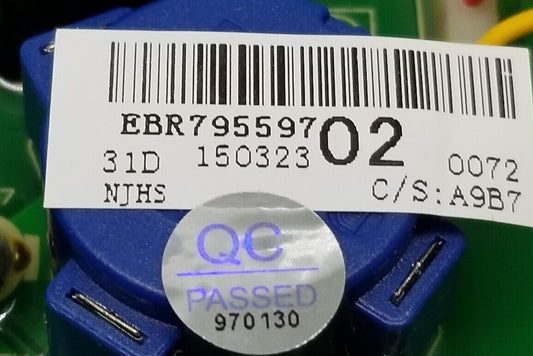 EBR79559702
31D 150323 0072
NJHS C/S:A9B7
QC
PASSED
970130